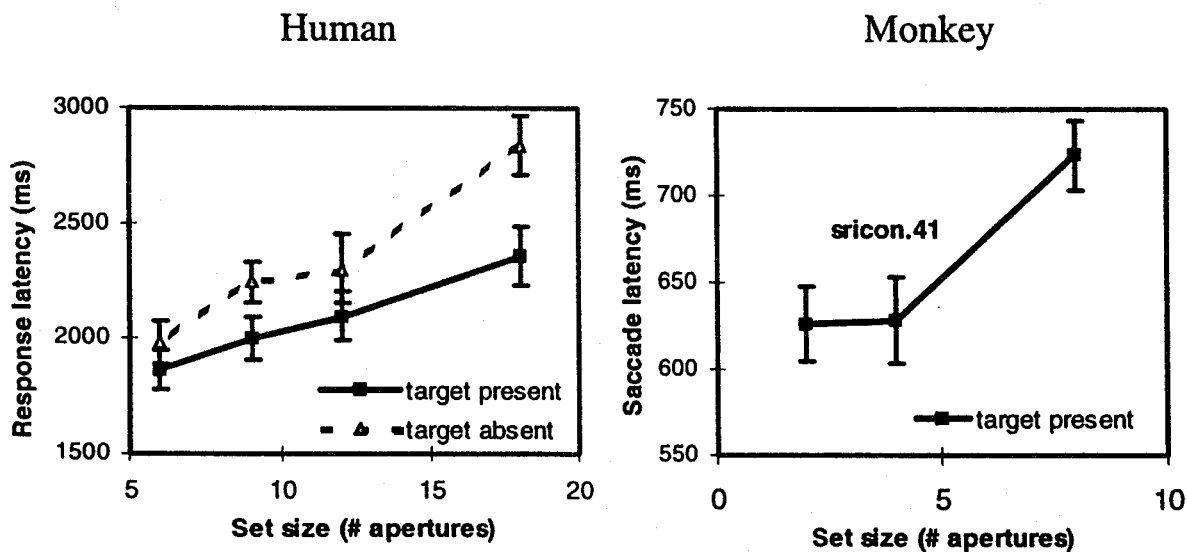 Human
3000
2500
2000
1500
Response latency (ms)
target present
target absent
5
10
15
20
Set size (# apertures)
Monkey
750
700
650
600
550
Saccade latency (ms)
sricon.41
target present
0
5
10
Set size (# apertures)